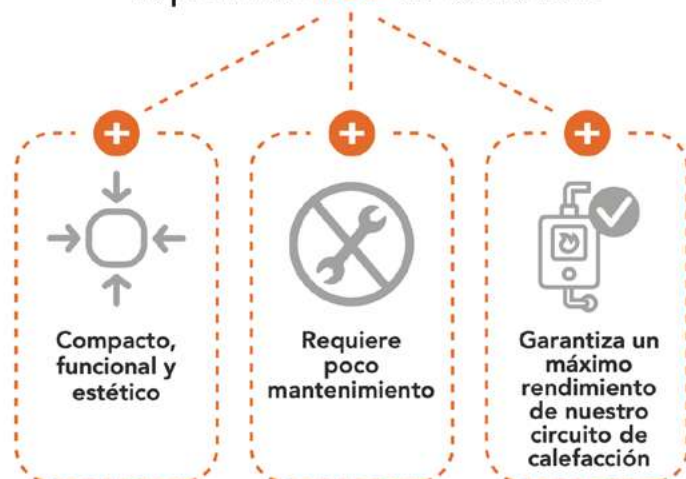 Compacto,
funcional y
estético
Requiere
poco
mantenimiento
Garantiza un
máximo
rendimiento
de nuestro
circuito de
calefacción